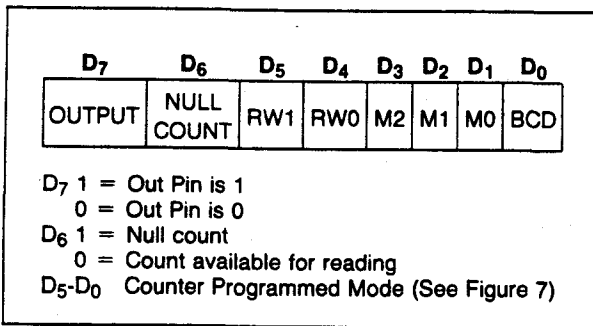 D₇ D₆ D₅ D₄ D₃ D₂ D₁ D₀
OUTPUT NULL COUNT RW1 RW0 M2 M1 M0 BCD
D₇ 1 = Out Pin is 1
0 = Out Pin is 0
D₆ 1 = Null count
0 = Count available for reading
D₅-D₀ Counter Programmed Mode (See Figure 7)